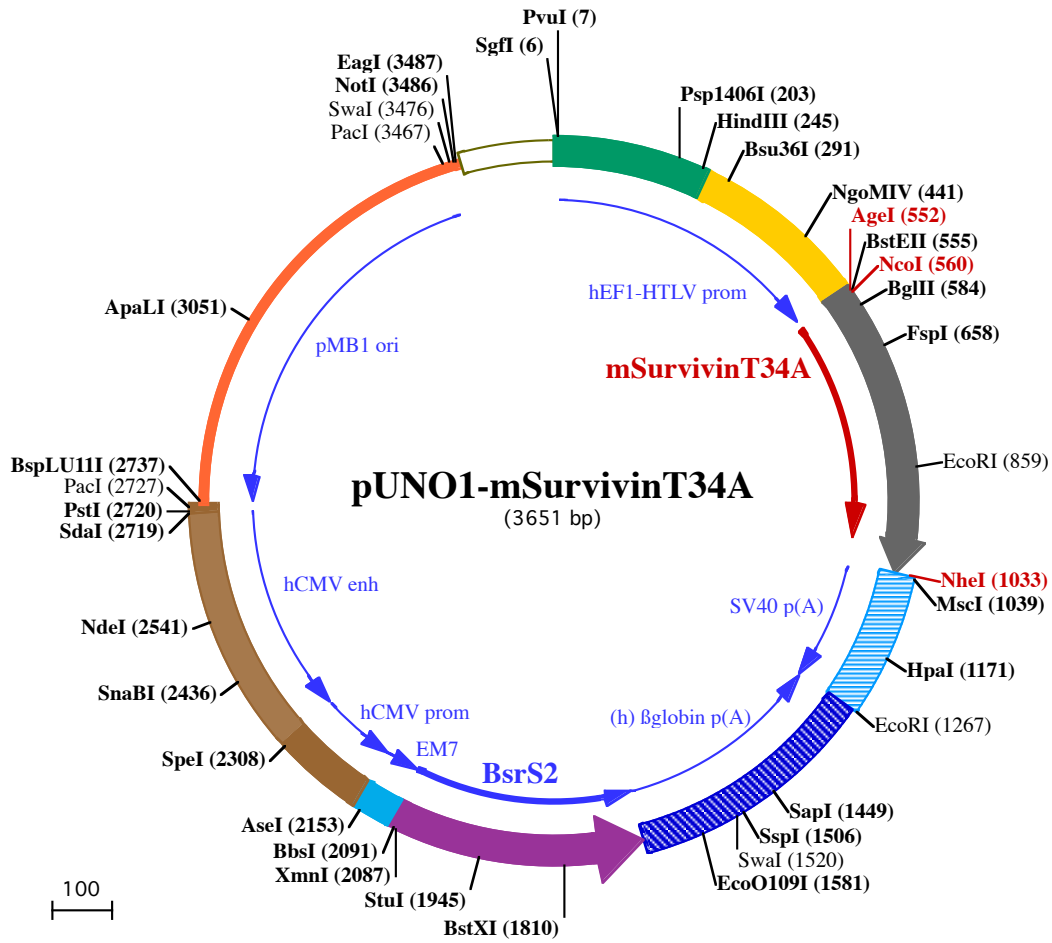 PvuI (7)
SgfI (6)
EagI (3487)
NotI (3486)
SwaI (3476)
PacI (3467)
Psp1406I (203)
HindIII (245)
Bsu36I (291)
NgoMIV (441)
AgeI (552)
BstEII (555)
NcoI (560)
BglII (584)
FspI (658)
hEF1-HTLV prom
ApaLI (3051)
pMB1 ori
mSurvivinT34A
EcoRI (859)
BspLU11I (2737)
PacI (2727)
PstI (2720)
SdaI (2719)
pUNO1-mSurvivinT34A
(3651 bp)
hCMV enh
NheI (1033)
MscI (1039)
SV40 p(A)
NdeI (2541)
HpaI (1171)
SnaBI (2436)
hCMV prom
(h) ßglobin p(A)
EcoRI (1267)
EM7
SpeI (2308)
BsrS2
SapI (1449)
AseI (2153)
SspI (1506)
BbsI (2091)
SwaI (1520)
XmnI (2087)
EcoO109I (1581)
StuI (1945)
BstXI (1810)
100